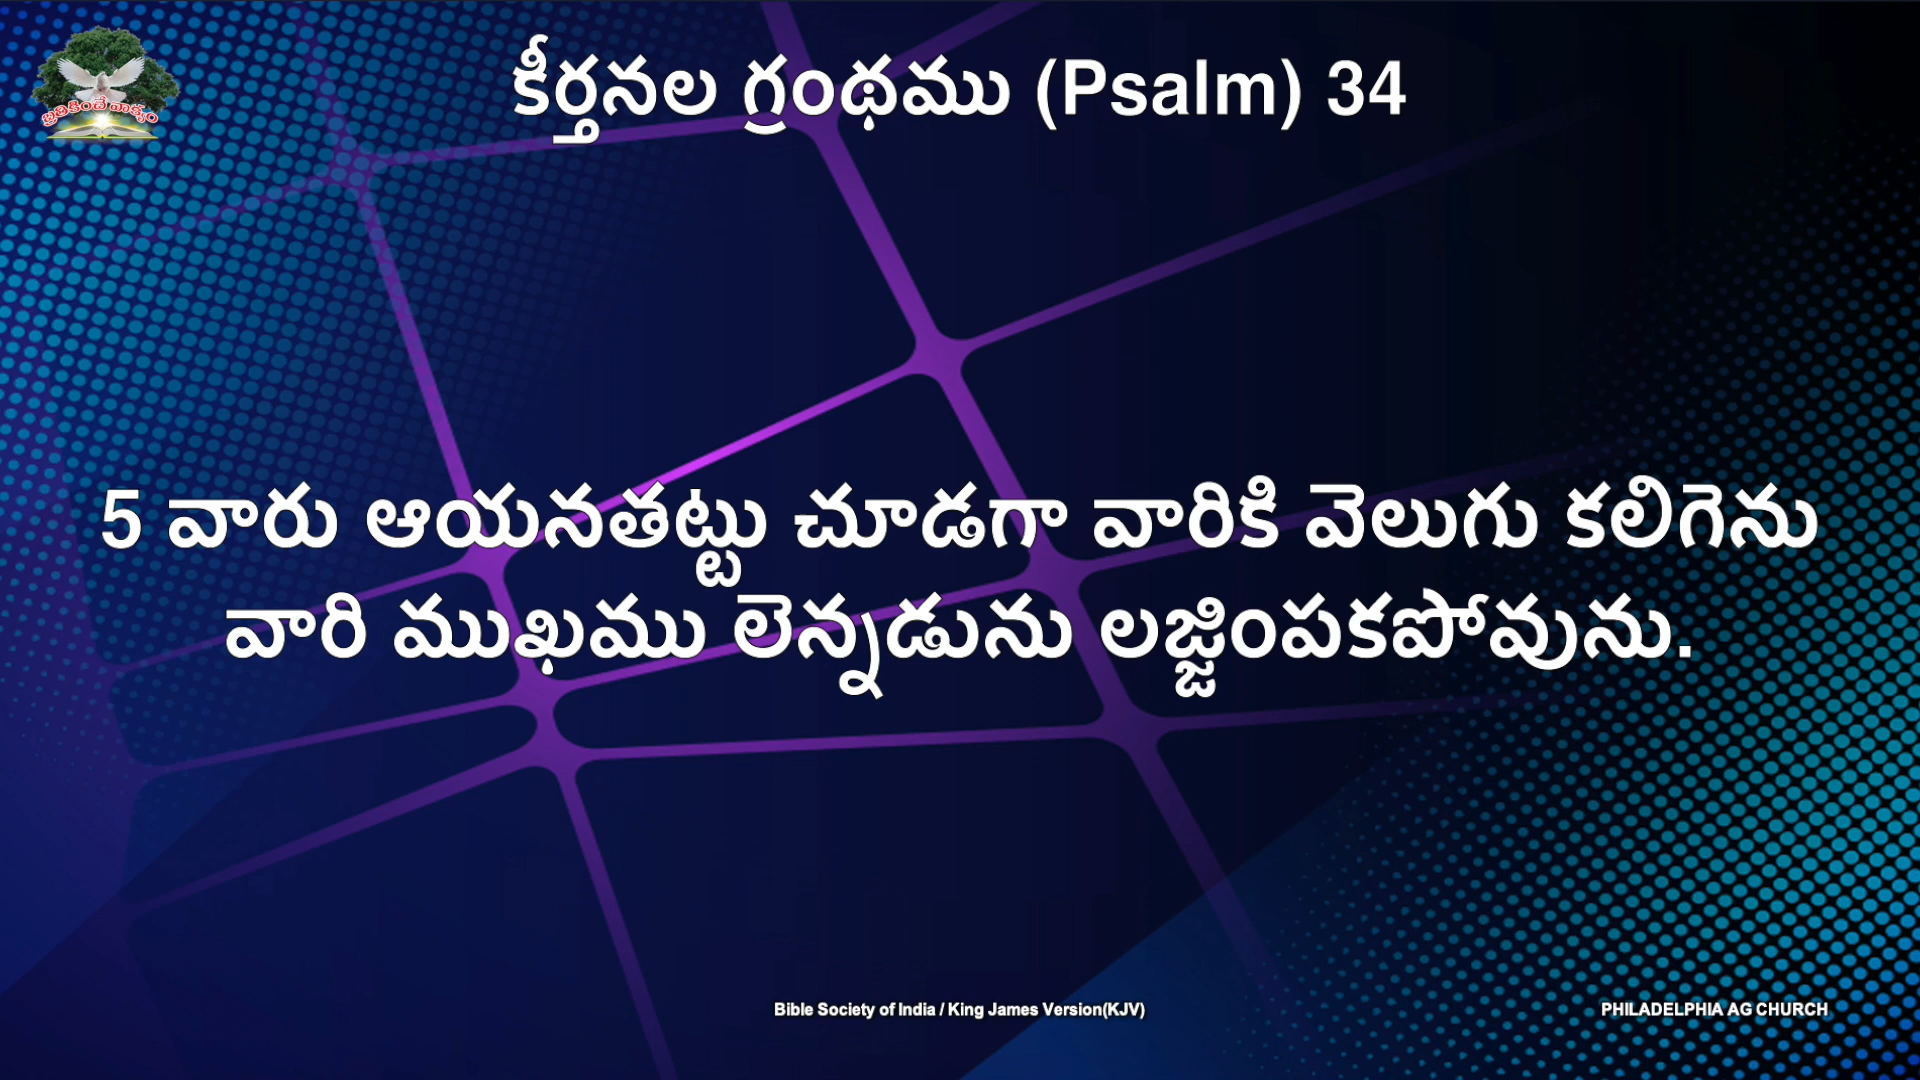 కీర్తనల గ్రంథము (Psalm) 34
బ్రతికించే వాక్యం
5 వారు ఆయనతట్టు చూడగా వారికి వెలుగు కలిగెను
వారి ముఖము లెన్నడును లజ్జింపకపోవును.
Bible Society of India / King James Version(KJV)
PHILADELPHIA AG CHURCH